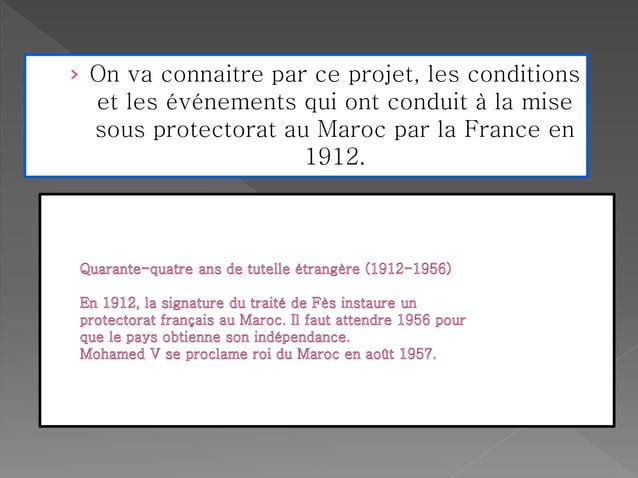 › On va connaitre par ce projet, les conditions
et les événements qui ont conduit à la mise
sous protectorat au Maroc par la France en
1912.
Quarante-quatre ans de tutelle étrangère (1912-1956)
En 1912, la signature du traité de Fès instaure un
protectorat français au Maroc. Il faut attendre 1956 pour
que le pays obtienne son indépendance.
Mohamed V se proclame roi du Maroc en août 1957.